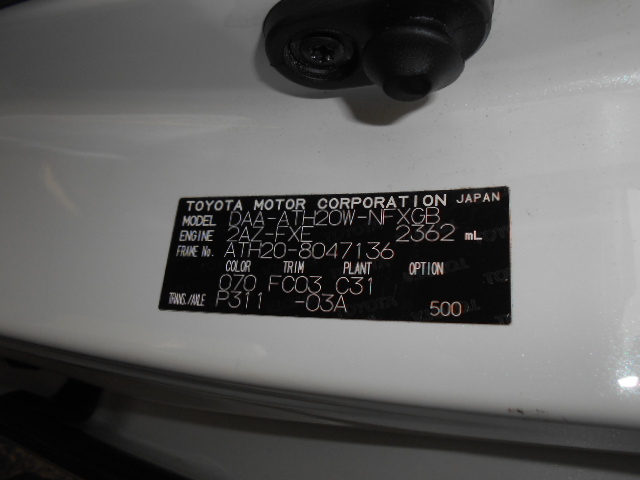 TOYOTA MOTOR CORPORATION JAPAN
MODEL DAA-ATH20W-NFXGB
ENGINE 2AZ-FXE 2362 mL
FRAME No. ATH20-8047136
COLOR TRIM PLANT OPTION
070 FC03 C31
TRANS./AXLE P311 -03A 500